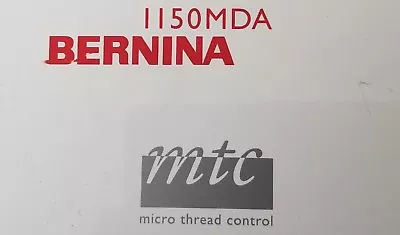 1150MDA
BERNINA
mtc
micro thread control